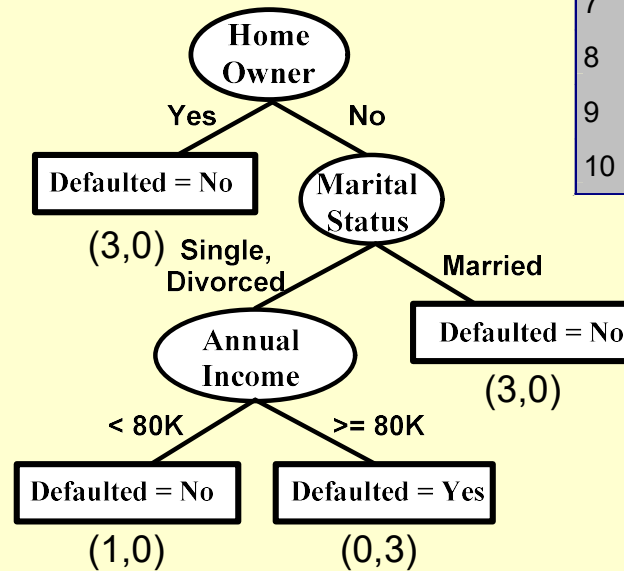 7
8
9
10
Home
Owner
Yes
No
Defaulted = No
Marital
Status
(3,0)
Single,
Divorced
Married
Annual
Income
Defaulted = No
(3,0)
< 80K
>= 80K
Defaulted = No
Defaulted = Yes
(1,0)
(0,3)